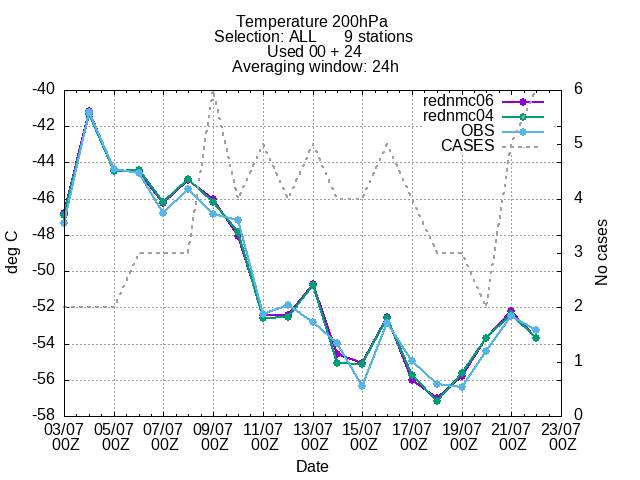 Temperature 200hPa
Selection: ALL 9 stations
Used 00 + 24
Averaging window: 24h
rednmc06
rednmc04
OBS
CASES
-40
-42
-44
-46
-48
-50
-52
-54
-56
-58
deg C
6
5
4
3
2
1
0
No cases
03/07 05/07 07/07 09/07 11/07 13/07 15/07 17/07 19/07 21/07 23/07
00Z 00Z 00Z 00Z 00Z 00Z 00Z 00Z 00Z 00Z 00Z
Date